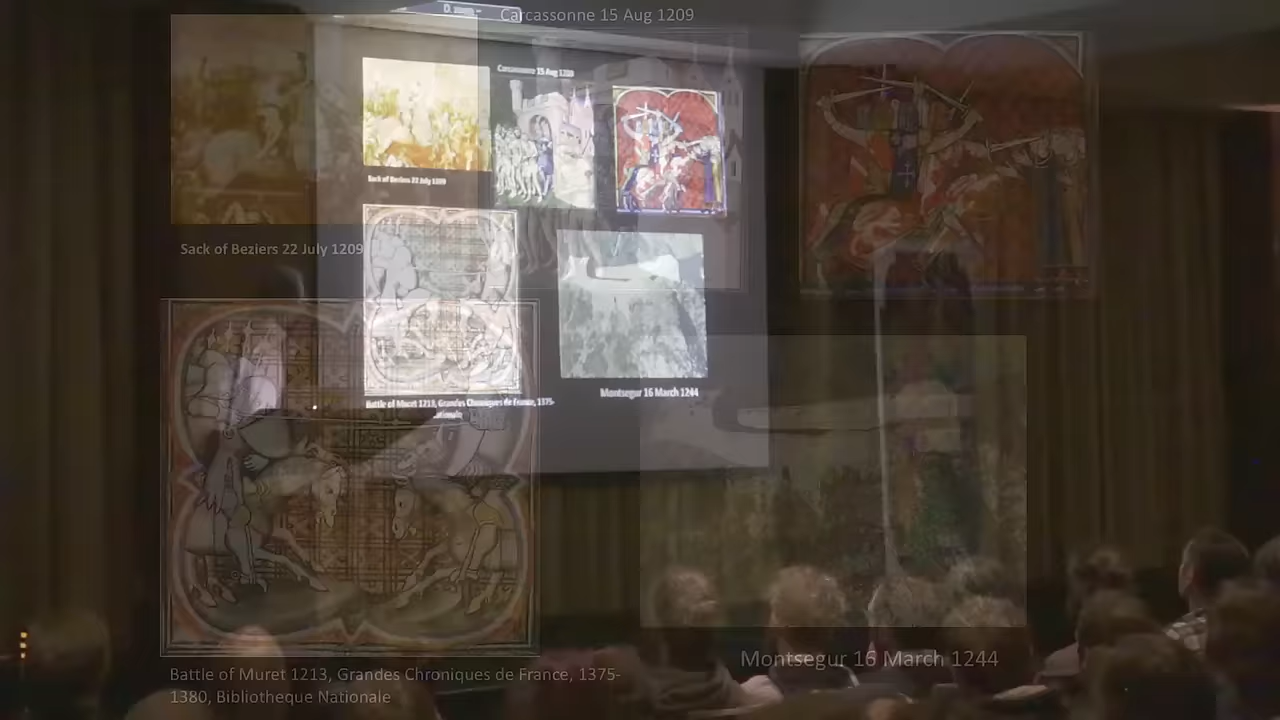 Carcassonne 15 Aug 1209
Carcassonne 15 Aug 1209
Sack of Beziers 22 July 1209
Sack of Beziers 22 July 1209
Battle of Muret 1213, Grandes Chroniques de France, 1375-
Montsegur 16 March 1244
Montsegur 16 March 1244
Battle of Muret 1213, Grandes Chroniques de France, 1375-
1380, Bibliotheque Nationale